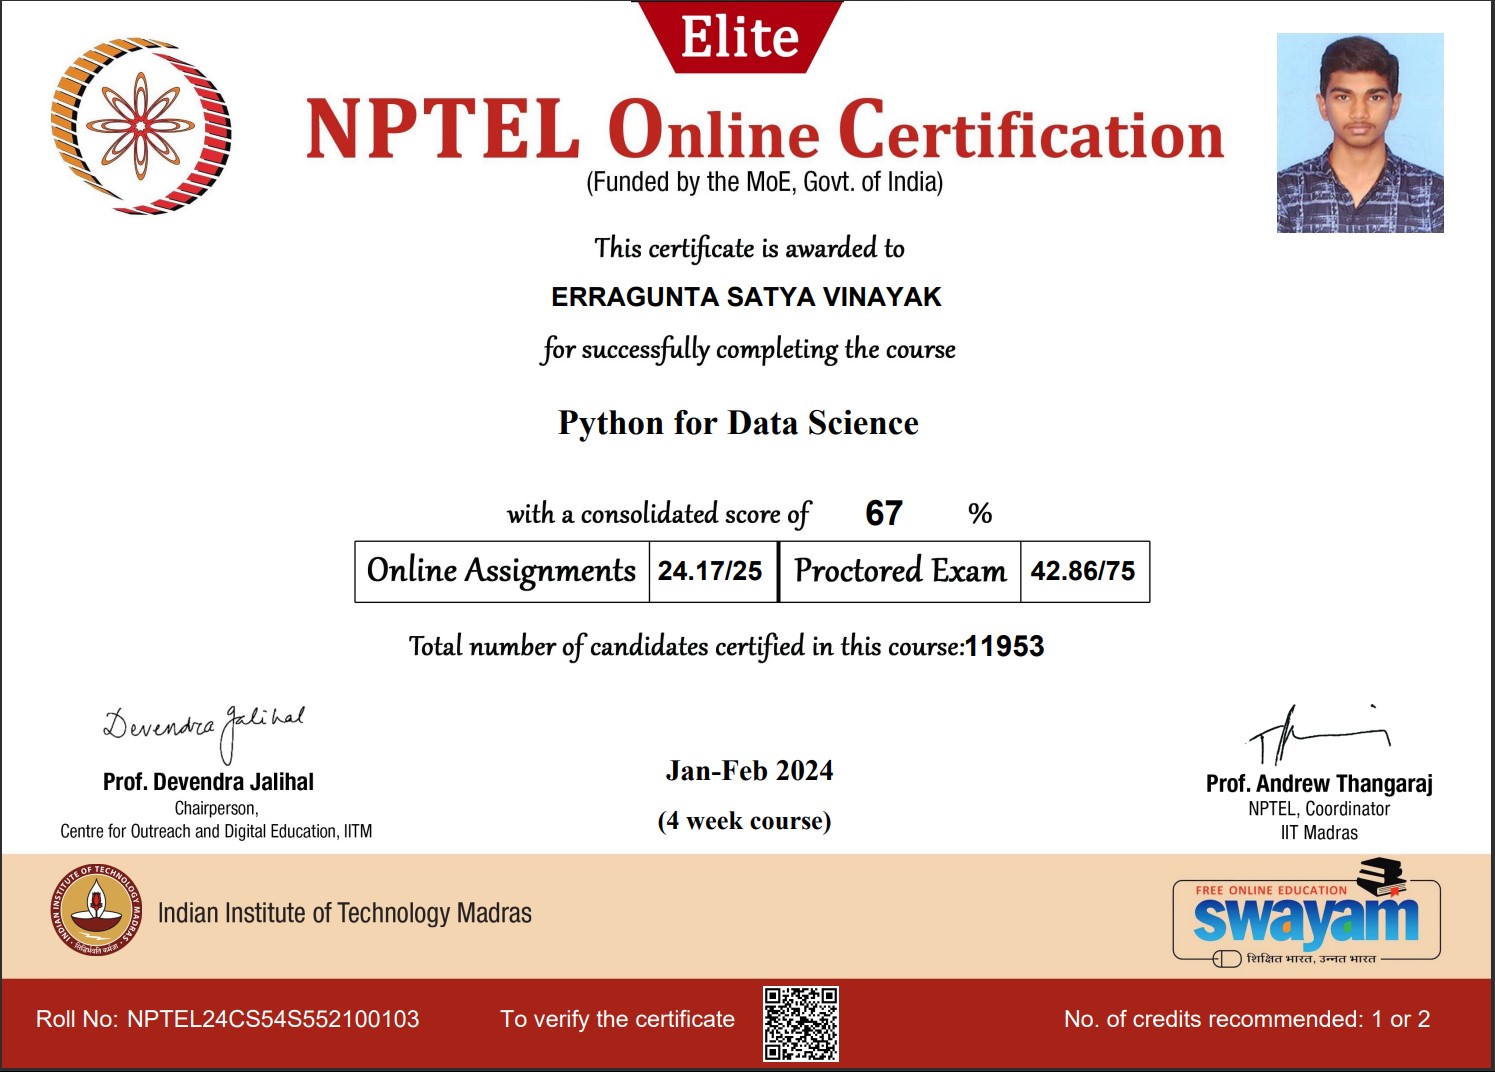 Elite
NPTEL Online Certification
(Funded by the MoE, Govt. of India)
This certificate is awarded to
ERRAGUNTA SATYA VINAYAK
for successfully completing the course
Python for Data Science
with a consolidated score of 67 %
Online Assignments 24.17/25 Proctored Exam 42.86/75
Total number of candidates certified in this course:11953
Devendra Jalihal
Prof. Devendra Jalihal
Chairperson,
Centre for Outreach and Digital Education, IITM
Jan-Feb 2024
(4 week course)
Prof. Andrew Thangaraj
NPTEL, Coordinator
IIT Madras
INDIAN INSTITUTE OF TECHNOLOGY MADRAS
Indian Institute of Technology Madras
FREE ONLINE EDUCATION
swayam
शिक्षित भारत, उन्नत भारत
Roll No: NPTEL24CS54S552100103
To verify the certificate
No. of credits recommended: 1 or 2